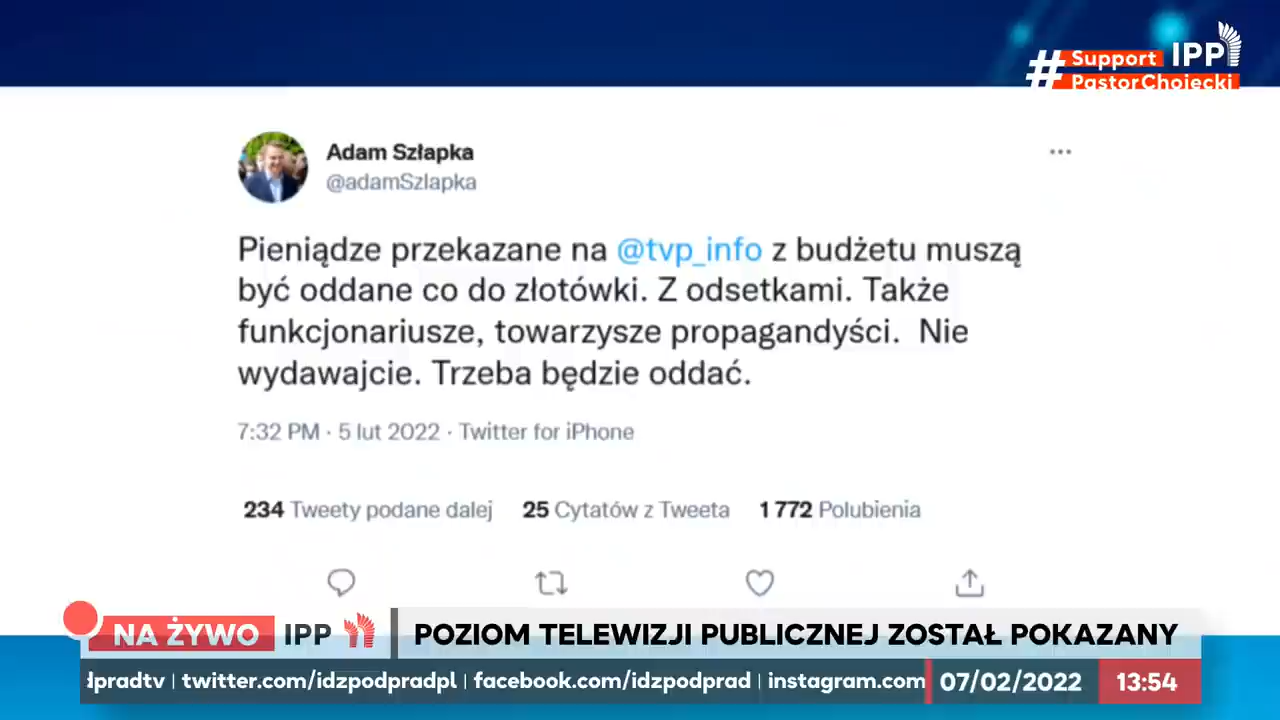 #Support IPP
PastorChojecki
Adam Szłapka
@adamSzlapka
Pieniądze przekazane na @tvp_info z budżetu muszą
być oddane co do złotówki. Z odsetkami. Także
funkcjonariusze, towarzysze propagandyści. Nie
wydawajcie. Trzeba będzie oddać.
7:32 PM · 5 lut 2022 · Twitter for iPhone
234 Tweety podane dalej 25 Cytatów z Tweeta 1 772 Polubienia
NA ŻYWO IPP POZIOM TELEWIZJI PUBLICZNEJ ZOSTAŁ POKAZANY
dpradtv | twitter.com/idzpodpradpl | facebook.com/idzpodprad | instagram.com 07/02/2022 13:54